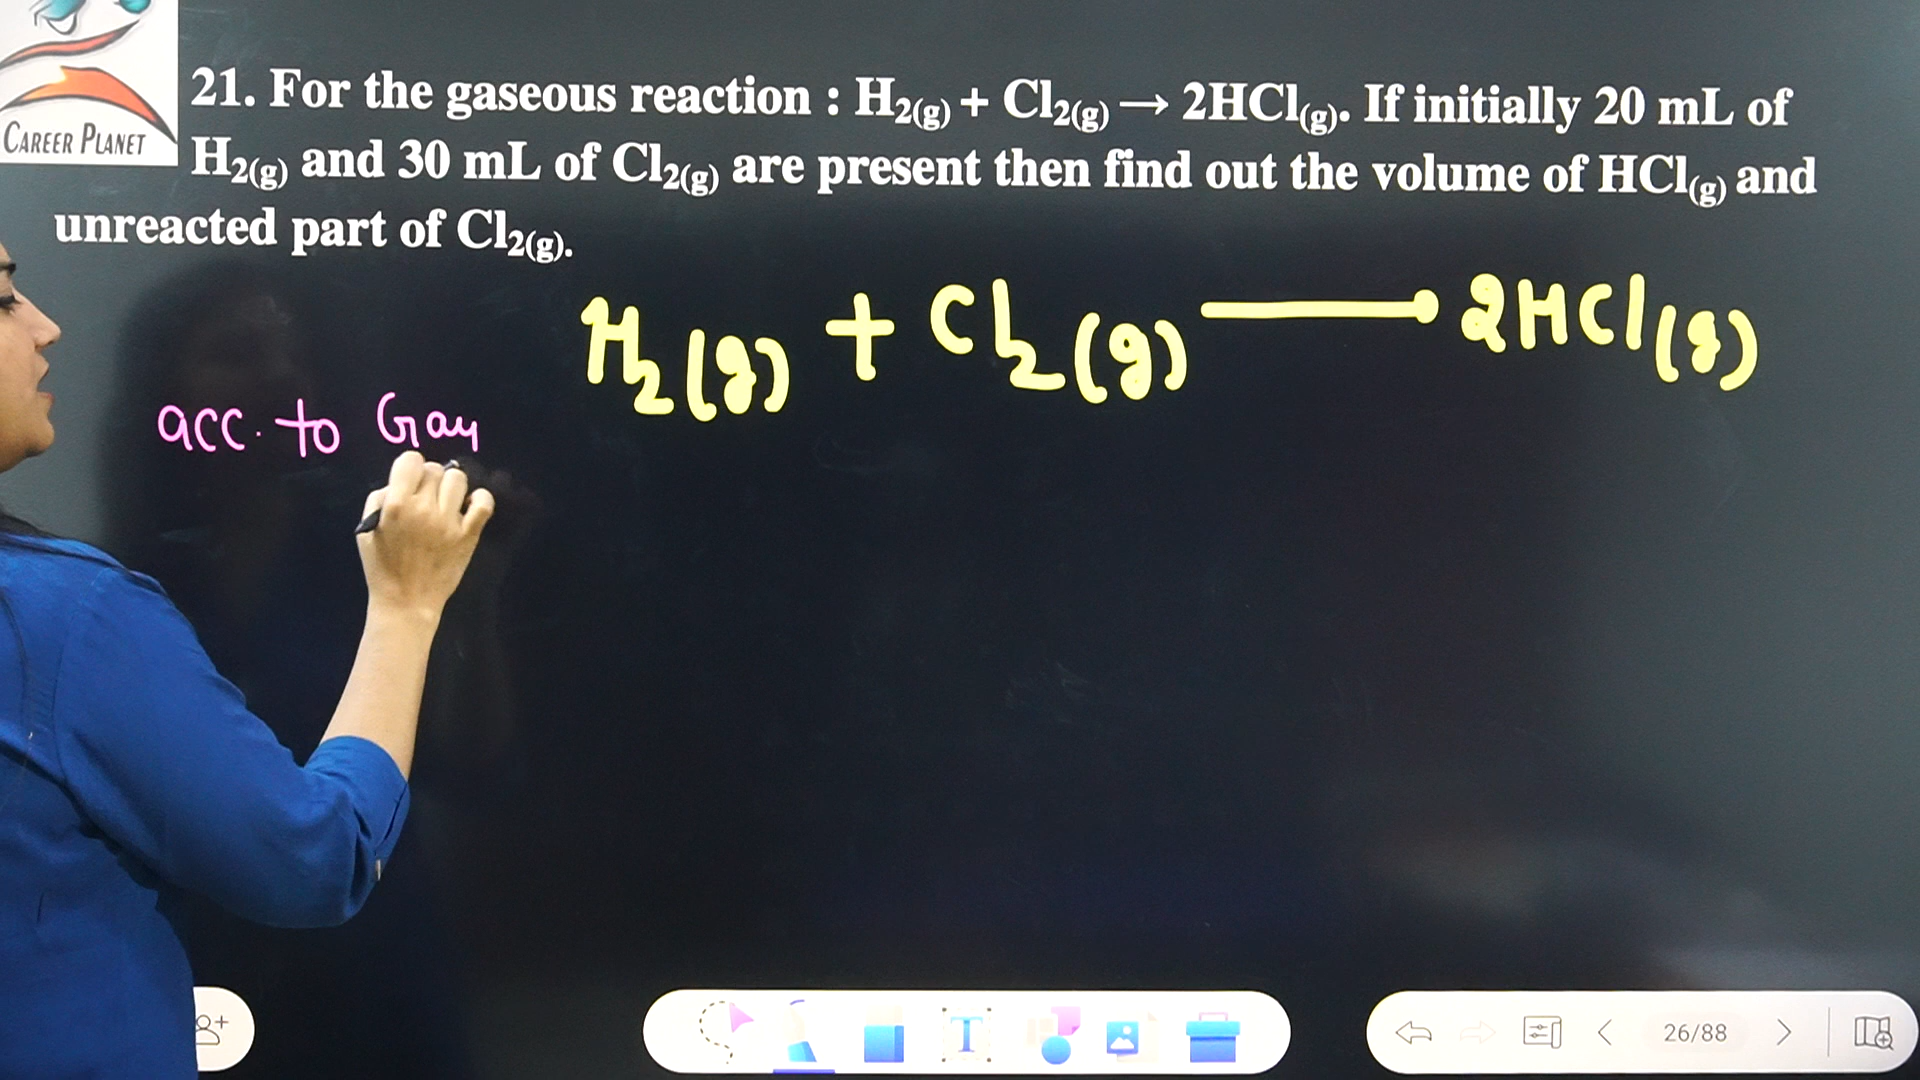 CAREER PLANET
21. For the gaseous reaction : H₂(g) + Cl₂(g) → 2HCl(g). If initially 20 mL of
H₂(g) and 30 mL of Cl₂(g) are present then find out the volume of HCl(g) and
unreacted part of Cl₂(g).
H₂(g) + Cl₂(g) → 2HCl(g)
acc. to Gay
T
26/88